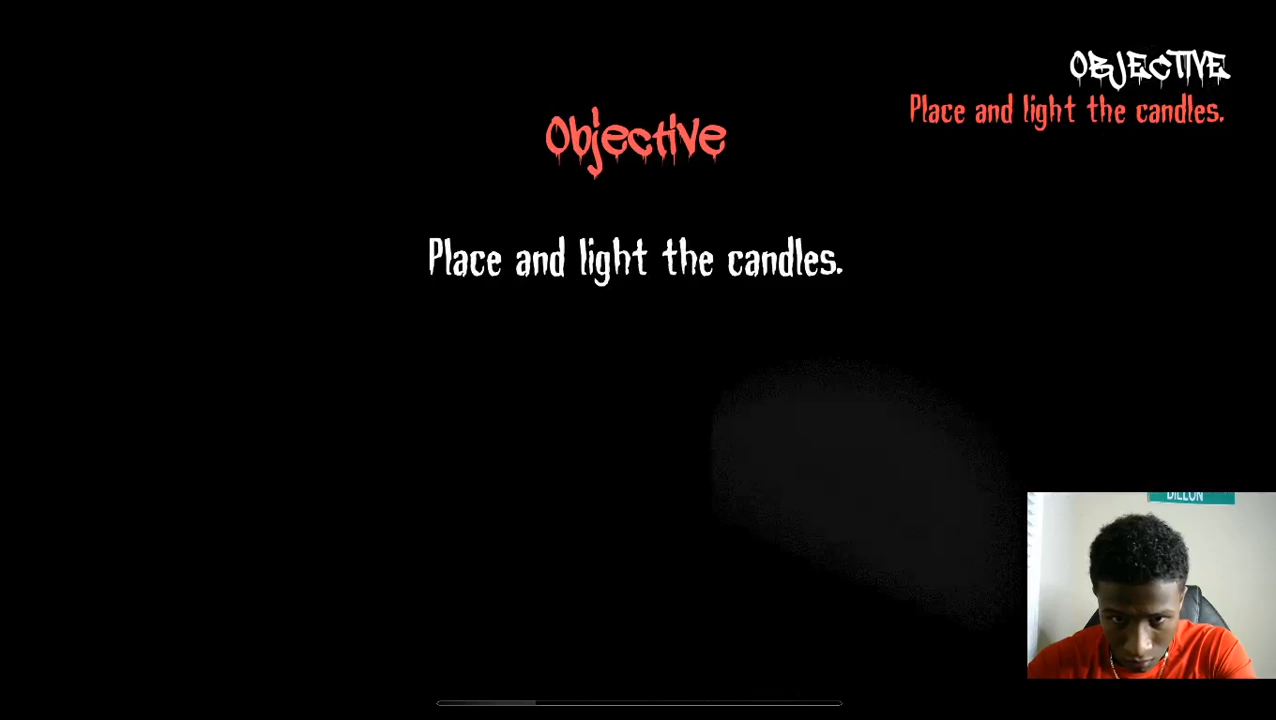 OBJECTIVE
Place and light the candles.
Objective
Place and light the candles.
DILLON